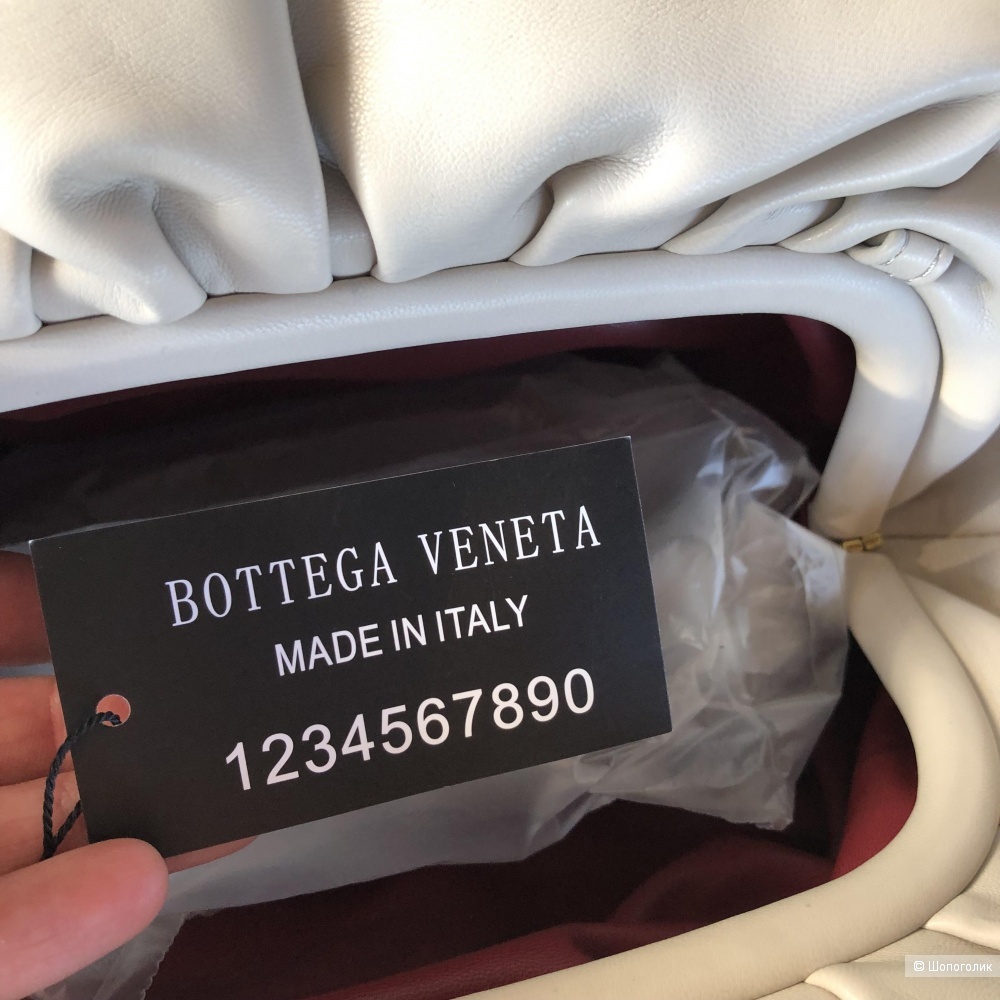 BOTTEGA VENETA
MADE IN ITALY
1234567890
© Шопоголик